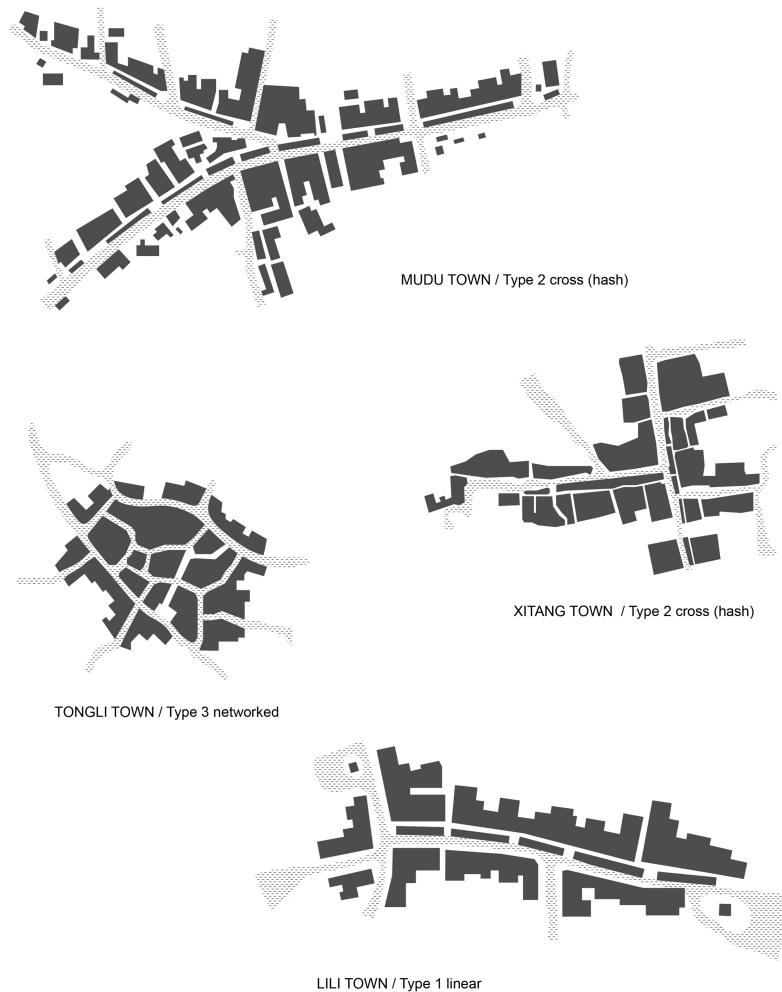 MUDU TOWN / Type 2 cross (hash)
XITANG TOWN / Type 2 cross (hash)
TONGLI TOWN / Type 3 networked
LILI TOWN / Type 1 linear